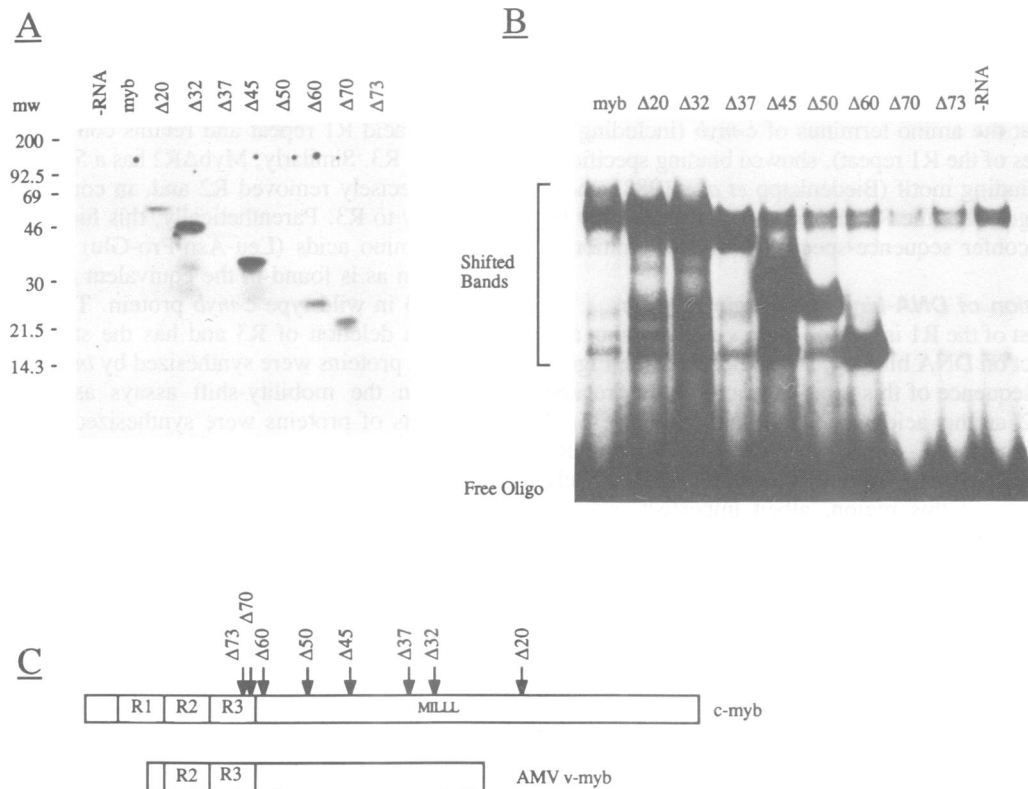 A
-RNA
myb
Δ20
Δ32
Δ37
Δ45
Δ50
Δ60
Δ70
Δ73
mw
200 -
92.5 -
69 -
46 -
30 -
21.5 -
14.3 -
B
myb Δ20 Δ32 Δ37 Δ45 Δ50 Δ60 Δ70 Δ73 -RNA
Shifted
Bands
Free Oligo
C
Δ73
Δ70
Δ60
Δ50
Δ45
Δ37
Δ32
Δ20
R1 R2 R3 MILLL c-myb
R2 R3 AMV v-myb